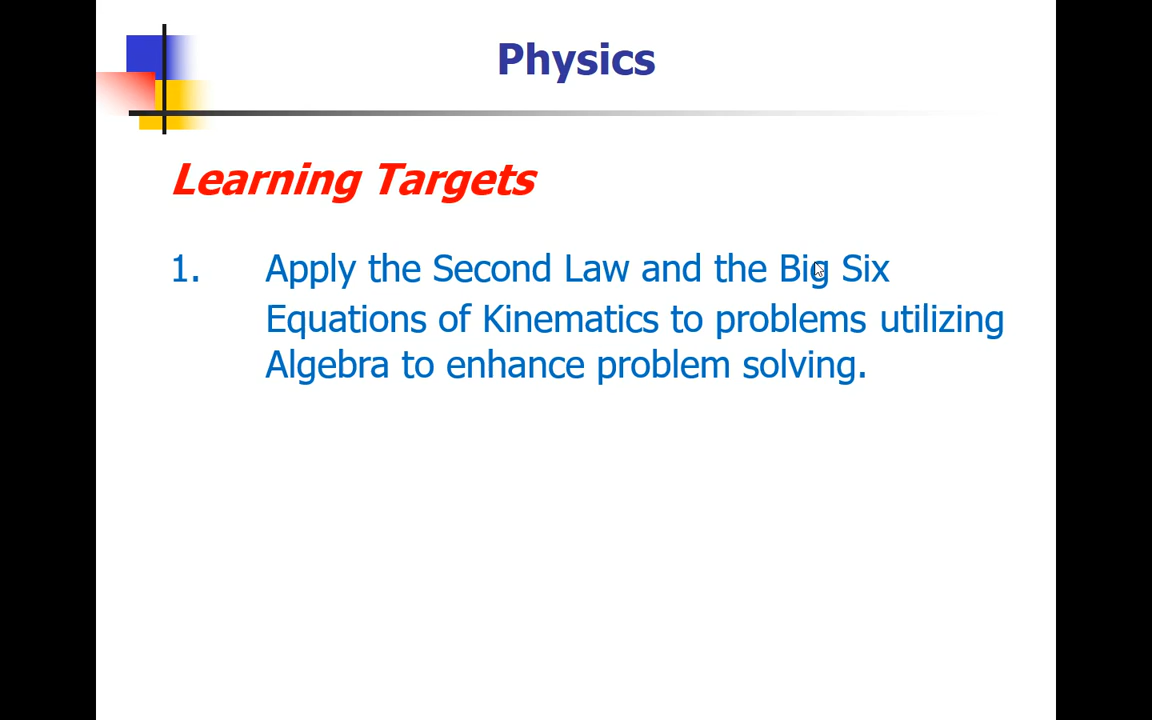 Physics
Learning Targets
1. Apply the Second Law and the Big Six
Equations of Kinematics to problems utilizing
Algebra to enhance problem solving.